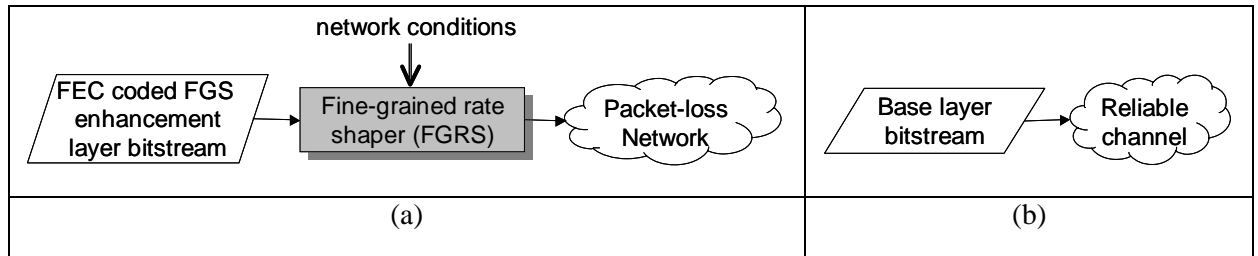 network conditions
FEC coded FGS
enhancement
layer bitstream
Fine-grained rate
shaper (FGRS)
Packet-loss
Network
Base layer
bitstream
Reliable
channel
(a)
(b)